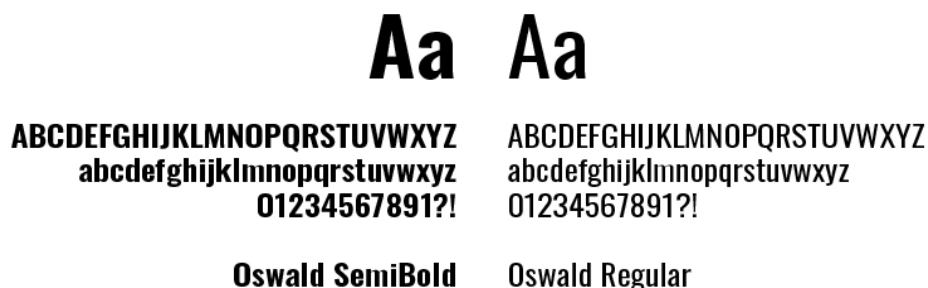 Aa
ABCDEFGHIJKLMNOPQRSTUVWXYZ
abcdefghijklmnopqrstuvwxyz
01234567891?!
Oswald SemiBold
Aa
ABCDEFGHIJKLMNOPQRSTUVWXYZ
abcdefghijklmnopqrstuvwxyz
01234567891?!
Oswald Regular